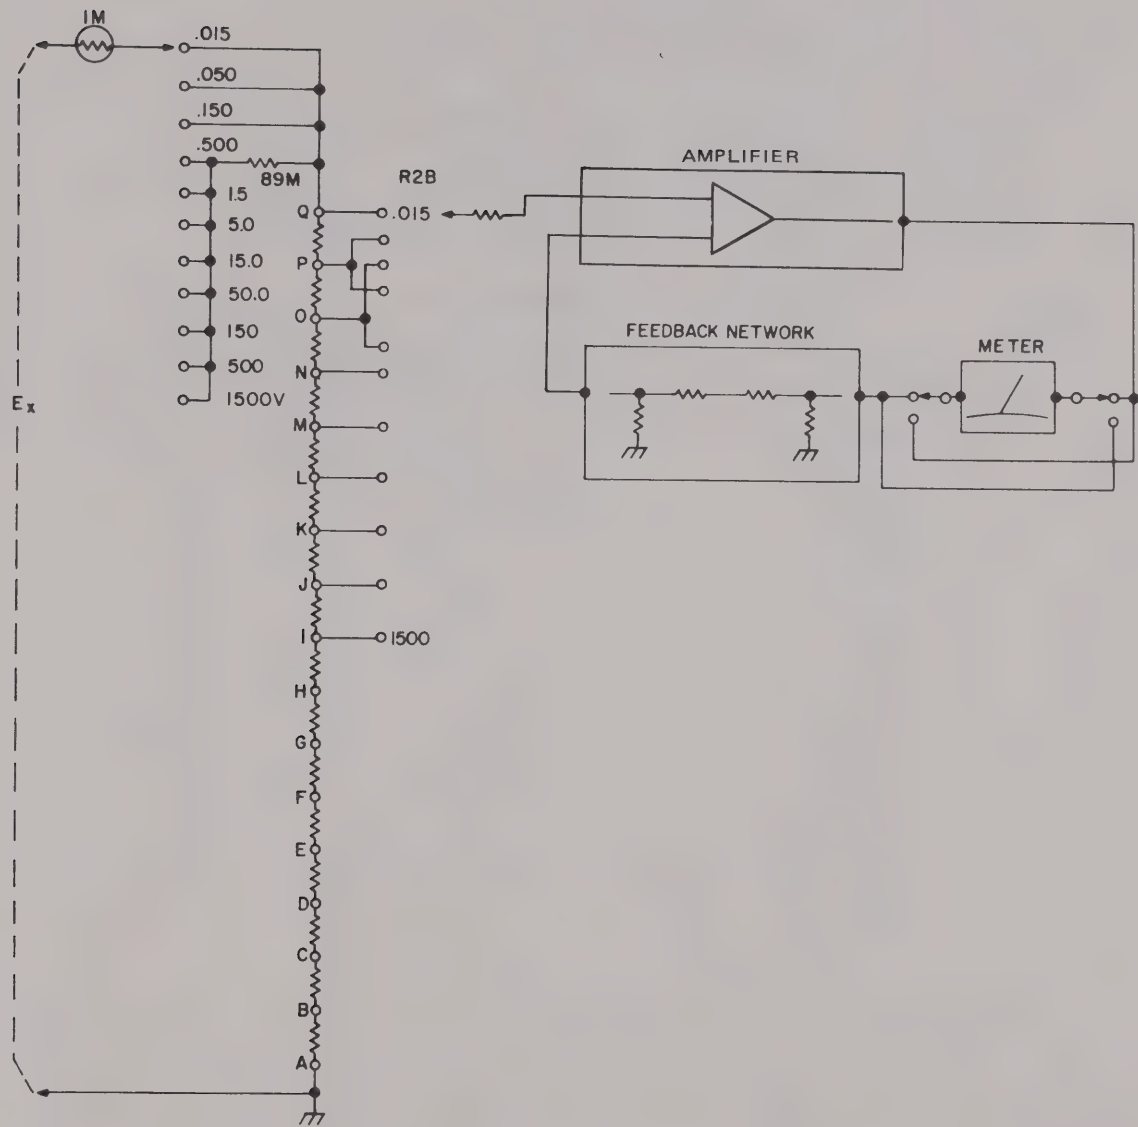 1M
.015
.050
.150
.500
89M
1.5
5.0
15.0
50.0
150
500
1500V
Ex
R2B
.015
Q
P
O
N
M
L
K
J
I
1500
H
G
F
E
D
C
B
A
AMPLIFIER
FEEDBACK NETWORK
METER